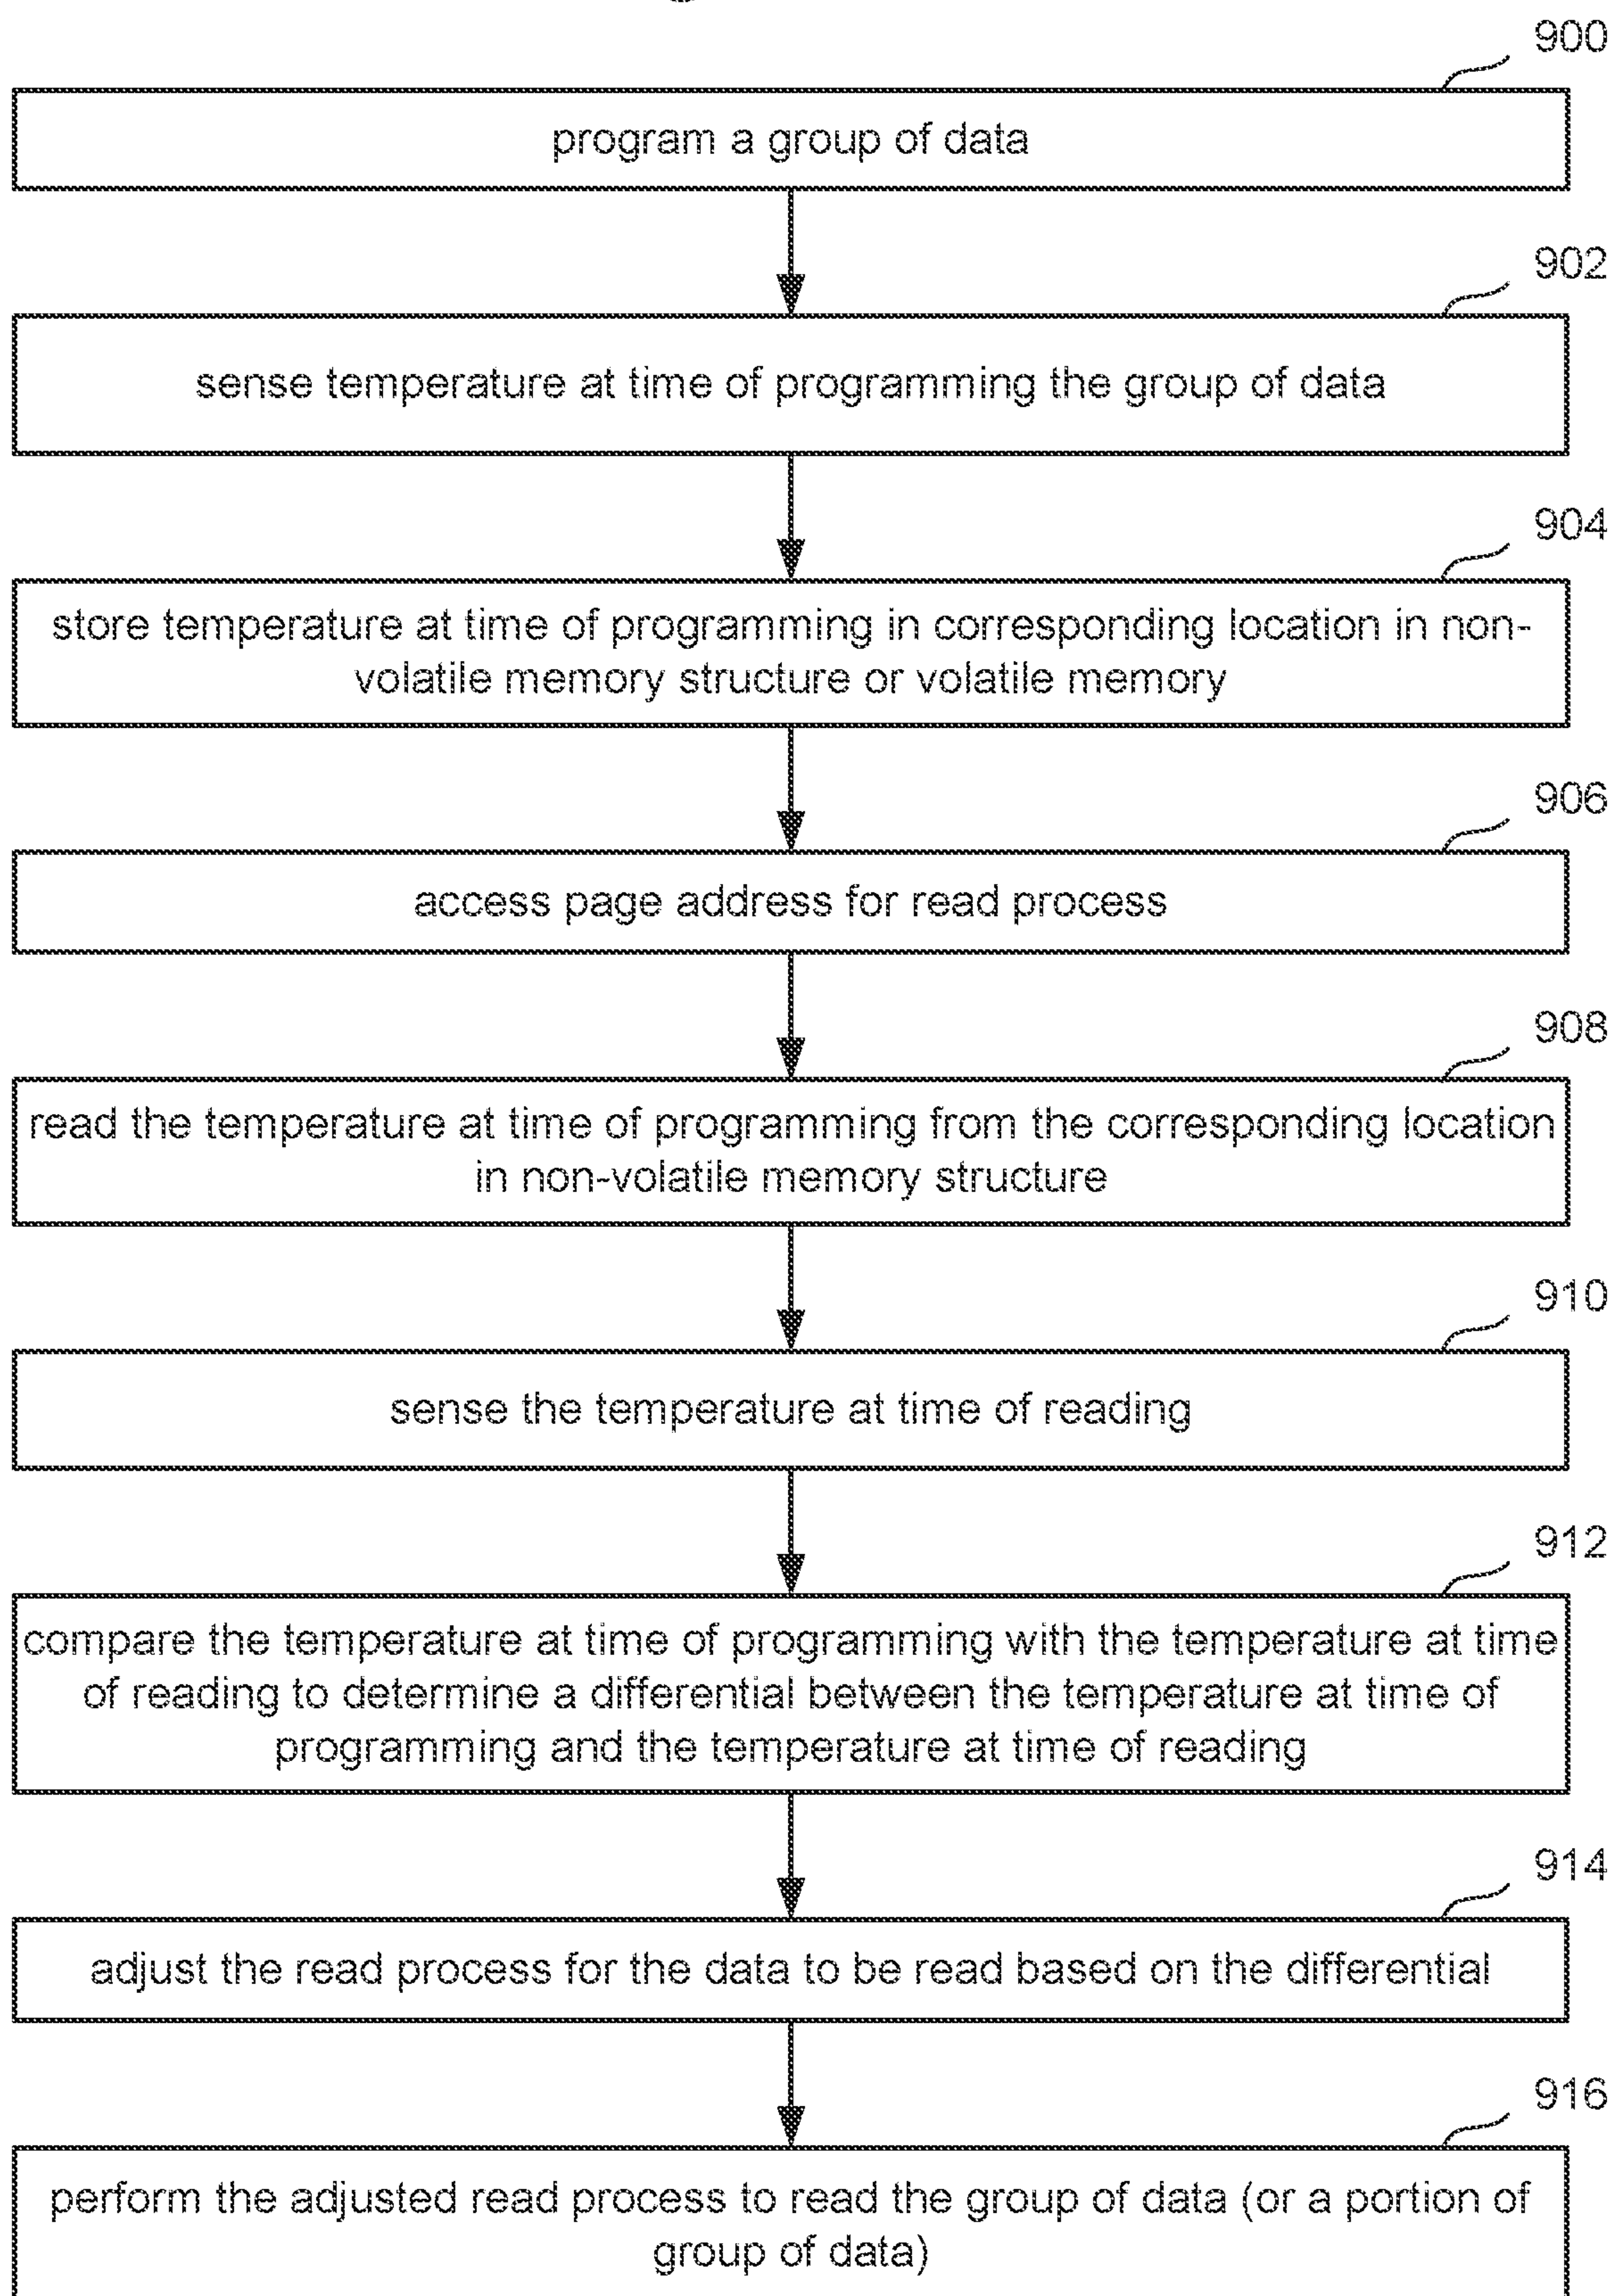 900
program a group of data
902
sense temperature at time of programming the group of data
904
store temperature at time of programming in corresponding location in non-
volatile memory structure or volatile memory
906
access page address for read process
908
read the temperature at time of programming from the corresponding location
in non-volatile memory structure
910
sense the temperature at time of reading
912
compare the temperature at time of programming with the temperature at time
of reading to determine a differential between the temperature at time of
programming and the temperature at time of reading
914
adjust the read process for the data to be read based on the differential
916
perform the adjusted read process to read the group of data (or a portion of
group of data)